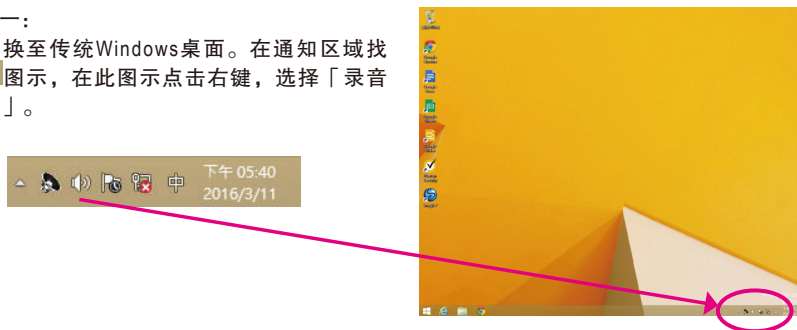 一：
换至传统Windows桌面。在通知区域找
图示，在此图示点击右键，选择「录音
」。
中
下午 05:40
2016/3/11